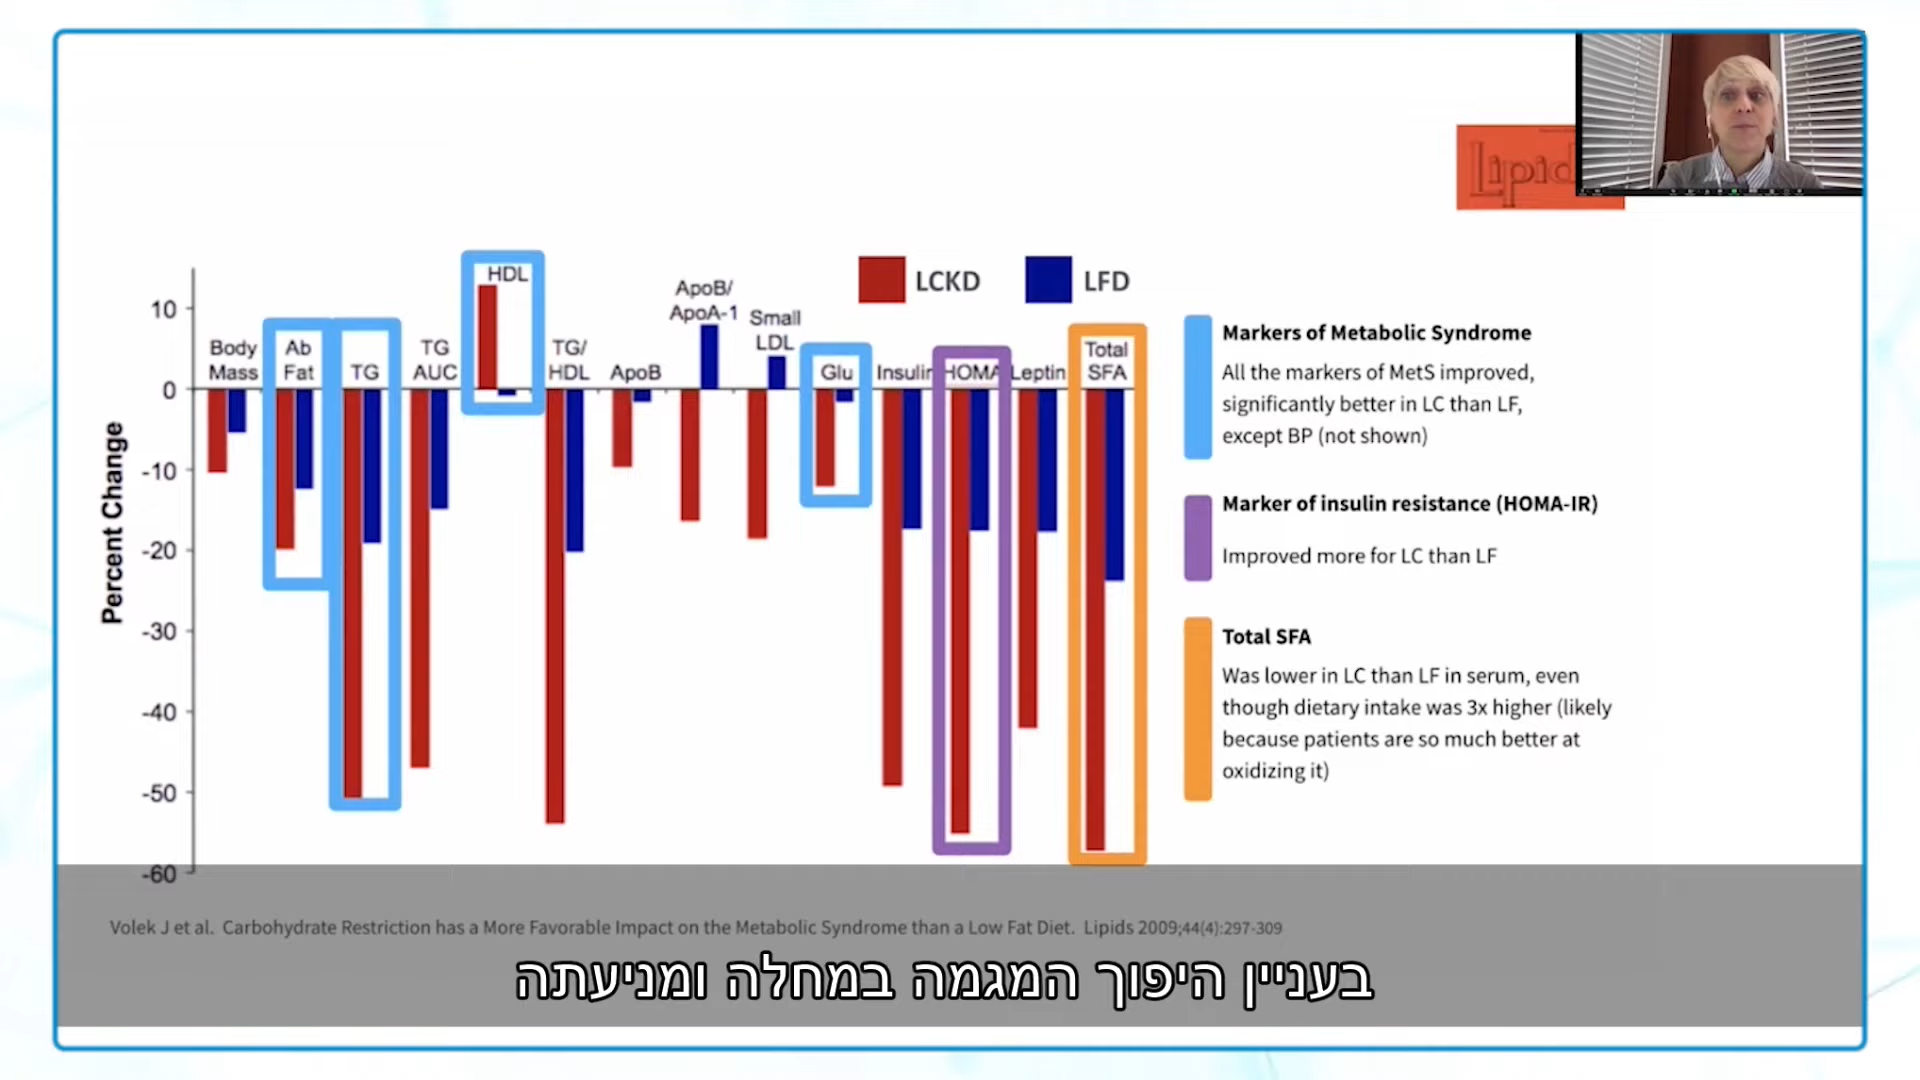 Lipid
HDL
ApoB/
ApoA-1
Small
LDL
LCKD
LFD
Body
Mass
Ab
Fat
TG
TG
AUC
TG/
HDL
ApoB
Glu
Insulin
HOMA
Leptin
Total
SFA
Percent Change
10
0
-10
-20
-30
-40
-50
-60
Markers of Metabolic Syndrome
All the markers of MetS improved,
significantly better in LC than LF,
except BP (not shown)
Marker of insulin resistance (HOMA-IR)
Improved more for LC than LF
Total SFA
Was lower in LC than LF in serum, even
though dietary intake was 3x higher (likely
because patients are so much better at
oxidizing it)
Volek J et al. Carbohydrate Restriction has a More Favorable Impact on the Metabolic Syndrome than a Low Fat Diet. Lipids 2009;44(4):297-309
בעניין היפוך המגמה במחלה ומניעתה